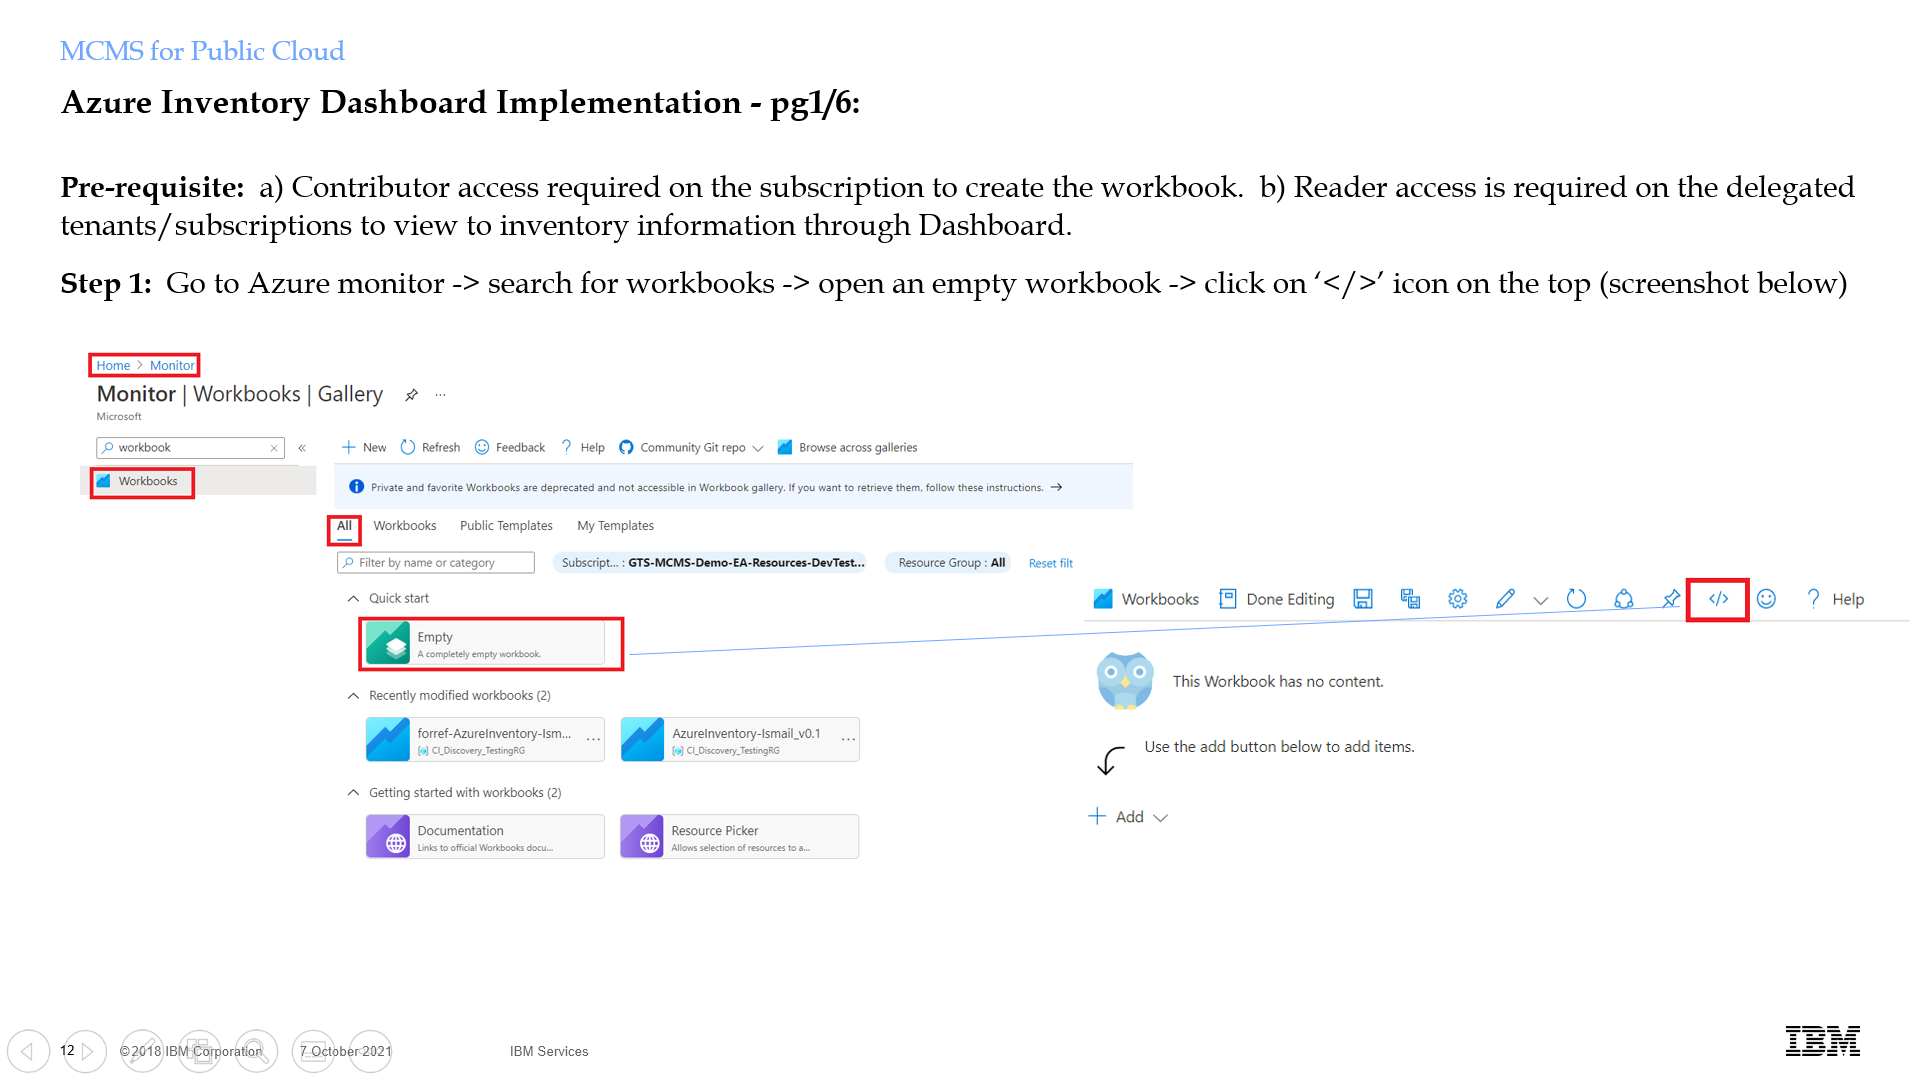 MCMS for Public Cloud
Azure Inventory Dashboard Implementation - pg1/6:
Pre-requisite: a) Contributor access required on the subscription to create the workbook. b) Reader access is required on the delegated
tenants/subscriptions to view to inventory information through Dashboard.
Step 1: Go to Azure monitor -> search for workbooks -> open an empty workbook -> click on ‘</>’ icon on the top (screenshot below)
Home > Monitor
Monitor | Workbooks | Gallery ...
Microsoft
workbook
Workbooks
New Refresh Feedback Help Community Git repo Browse across galleries
Private and favorite Workbooks are deprecated and not accessible in Workbook gallery. If you want to retrieve them, follow these instructions. →
All Workbooks Public Templates My Templates
Filter by name or category Subscript... : GTS-MCMS-Demo-EA-Resources-DevTest... Resource Group : All Reset filt
Quick start
Empty
A completely empty workbook.
Recently modified workbooks (2)
forref-AzureInventory-Ism... ...
CI_Discovery_TestingRG
AzureInventory-Ismail_v0.1 ...
CI_Discovery_TestingRG
Getting started with workbooks (2)
Documentation
Links to official Workbooks docu...
Resource Picker
Allows selection of resources to a...
Workbooks Done Editing </> Help
This Workbook has no content.
Use the add button below to add items.
+ Add
12 ©2018 IBM Corporation 7 October 2021 IBM Services IBM